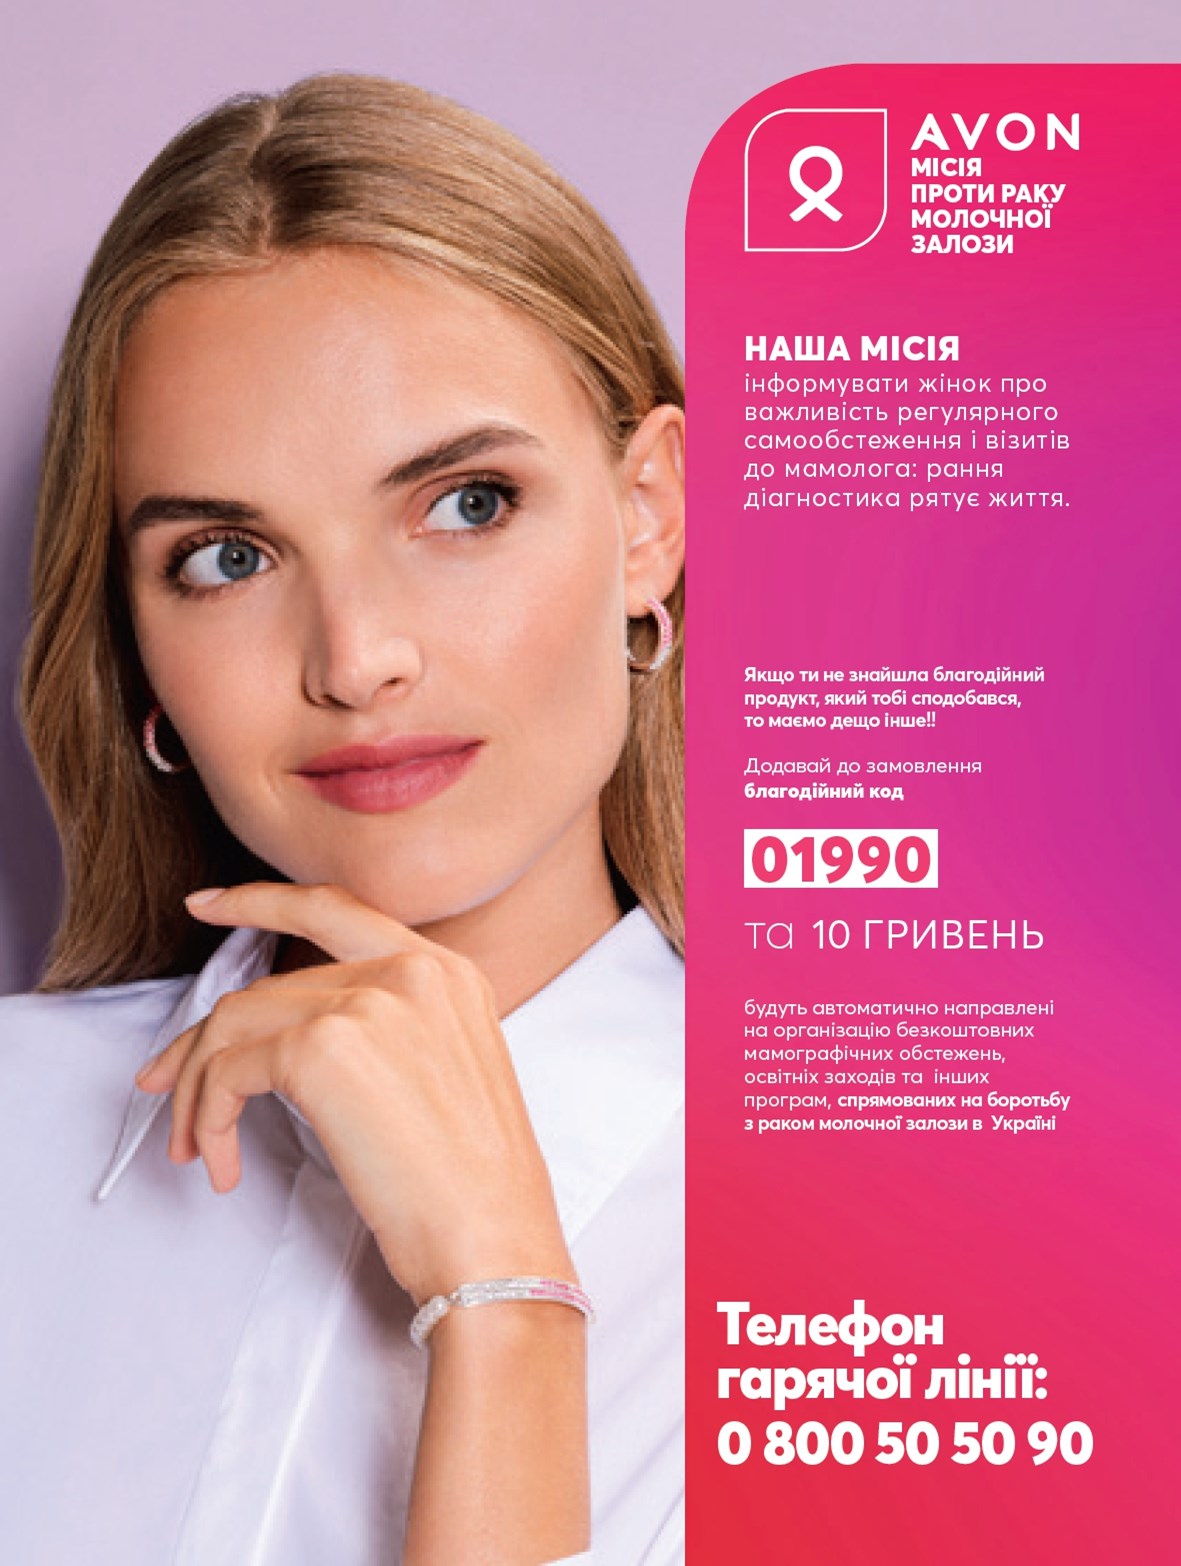 AVON
МІСІЯ
ПРОТИ РАКУ
МОЛОЧНОЇ
ЗАЛОЗИ
НАША МІСІЯ
інформувати жінок про
важливість регулярного
самообстеження і візитів
до мамолога: рання
діагностика рятує життя.
Якщо ти не знайшла благодійний
продукт, який тобі сподобався,
то маємо дещо інше!!
Додавай до замовлення
благодійний код
01990
та 10 ГРИВЕНЬ
будуть автоматично направлені
на організацію безкоштовних
мамографічних обстежень,
освітніх заходів та інших
програм, спрямованих на боротьбу
з раком молочної залози в Україні
Телефон
гарячої лінії:
0 800 50 50 90